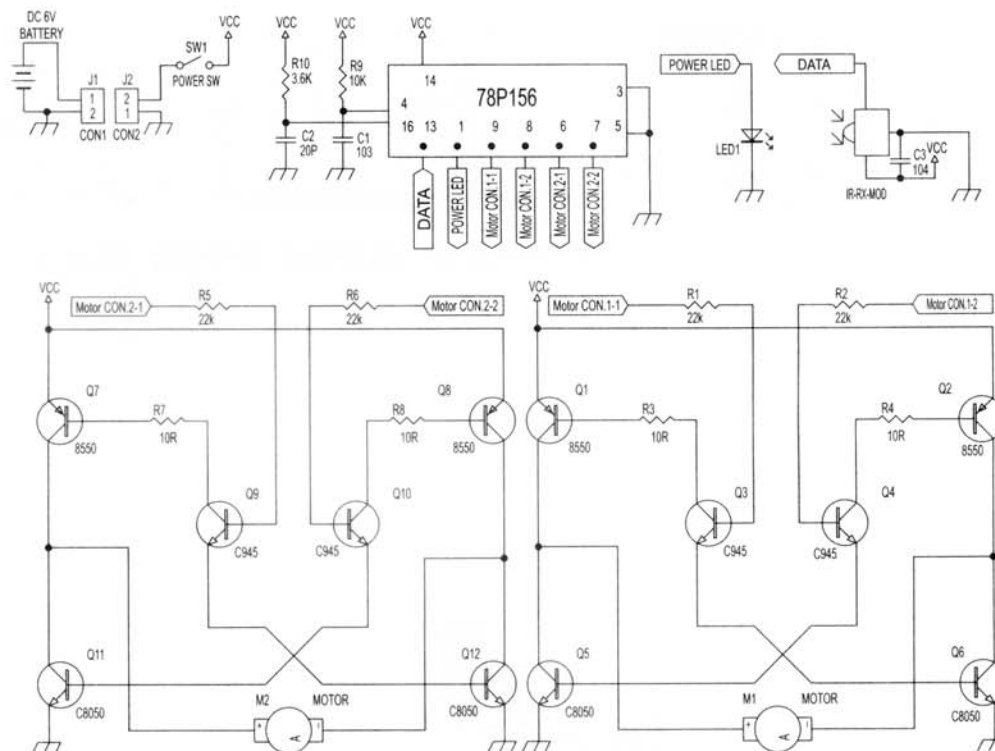 DC 6V
BATTERY
J1
1
2
CON1
J2
2
1
CON2
SW1
POWER SW
VCC
VCC
R10
3.6K
C2
20P
VCC
R9
10K
C1
103
VCC
14
78P156
4
16
13
1
9
8
6
7
3
5
DATA
POWER LED
Motor CON.1-1
Motor CON.1-2
Motor CON.2-1
Motor CON.2-2
POWER LED
LED1
DATA
C3
104
VCC
IR-RX-MOD
VCC
Motor CON.2-1
R5
22k
R6
22k
Motor CON.2-2
Q7
8550
R7
10R
R8
10R
Q8
8550
Q9
C945
Q10
C945
Q11
C8050
Q12
C8050
M2
MOTOR
+
A
-
VCC
Motor CON.1-1
R1
22k
R2
22k
Motor CON.1-2
Q1
8550
R3
10R
R4
10R
Q2
8550
Q3
C945
Q4
C945
Q5
C8050
Q6
C8050
M1
MOTOR
+
A
-